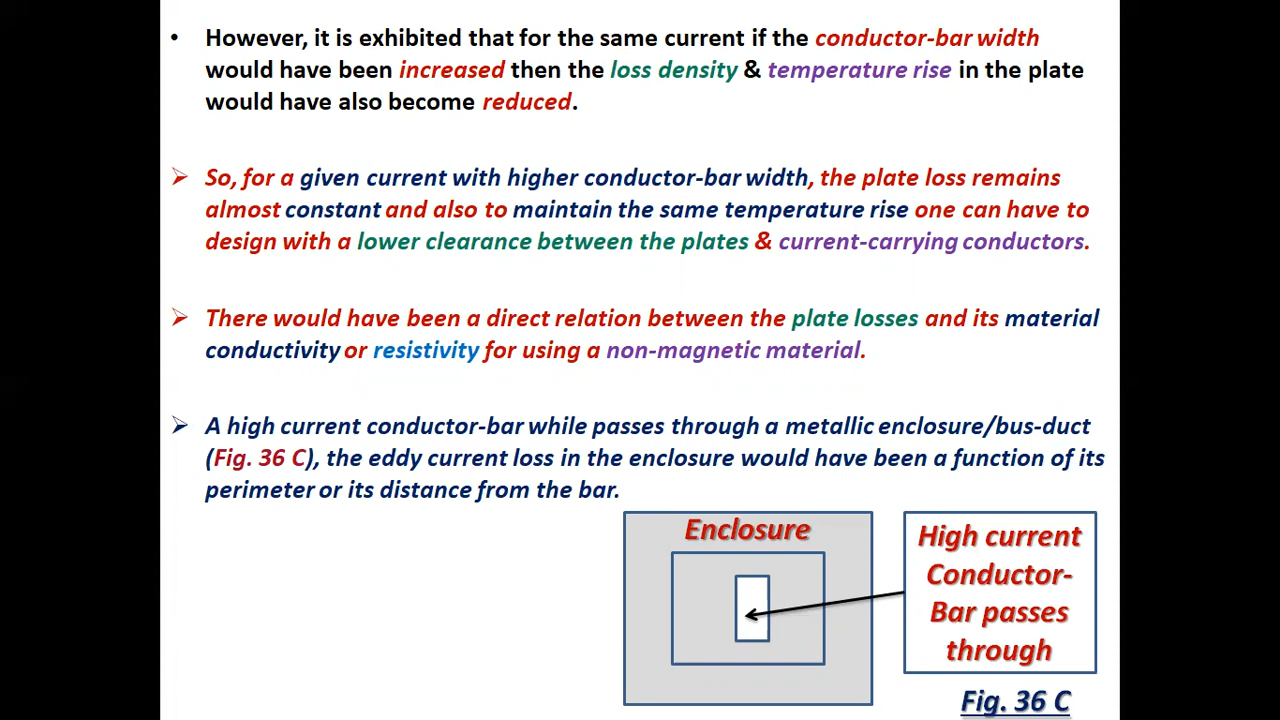 • However, it is exhibited that for the same current if the conductor-bar width
would have been increased then the loss density & temperature rise in the plate
would have also become reduced.
➢ So, for a given current with higher conductor-bar width, the plate loss remains
almost constant and also to maintain the same temperature rise one can have to
design with a lower clearance between the plates & current-carrying conductors.
➢ There would have been a direct relation between the plate losses and its material
conductivity or resistivity for using a non-magnetic material.
➢ A high current conductor-bar while passes through a metallic enclosure/bus-duct
(Fig. 36 C), the eddy current loss in the enclosure would have been a function of its
perimeter or its distance from the bar.
Enclosure
High current
Conductor-
Bar passes
through
Fig. 36 C